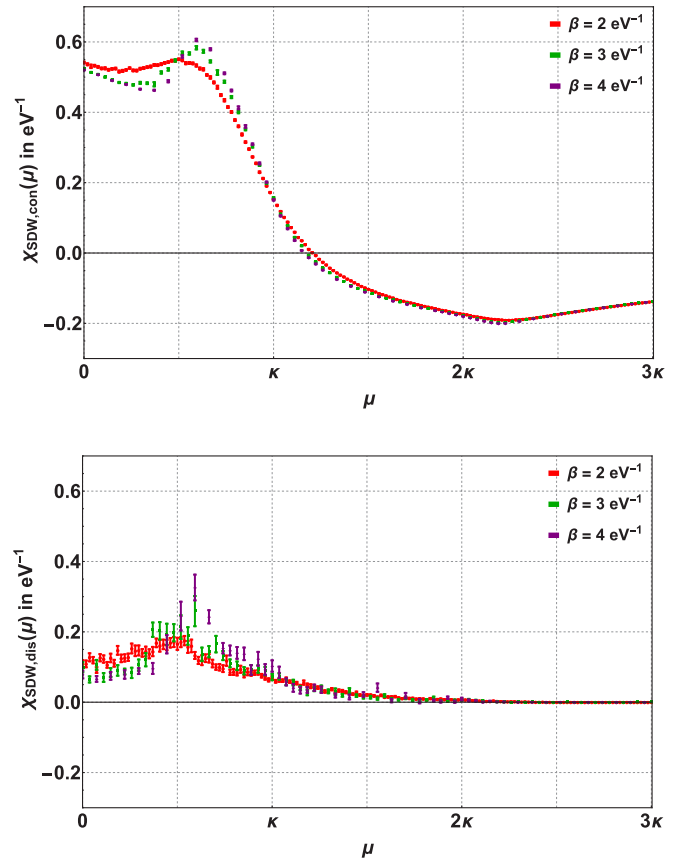 0.6
0.4
0.2
0.0
−0.2
χSDW,con(μ) in eV⁻¹
β = 2 eV⁻¹
β = 3 eV⁻¹
β = 4 eV⁻¹
0 κ 2κ 3κ
μ
0.6
0.4
0.2
0.0
−0.2
χSDW,dis(μ) in eV⁻¹
β = 2 eV⁻¹
β = 3 eV⁻¹
β = 4 eV⁻¹
0 κ 2κ 3κ
μ